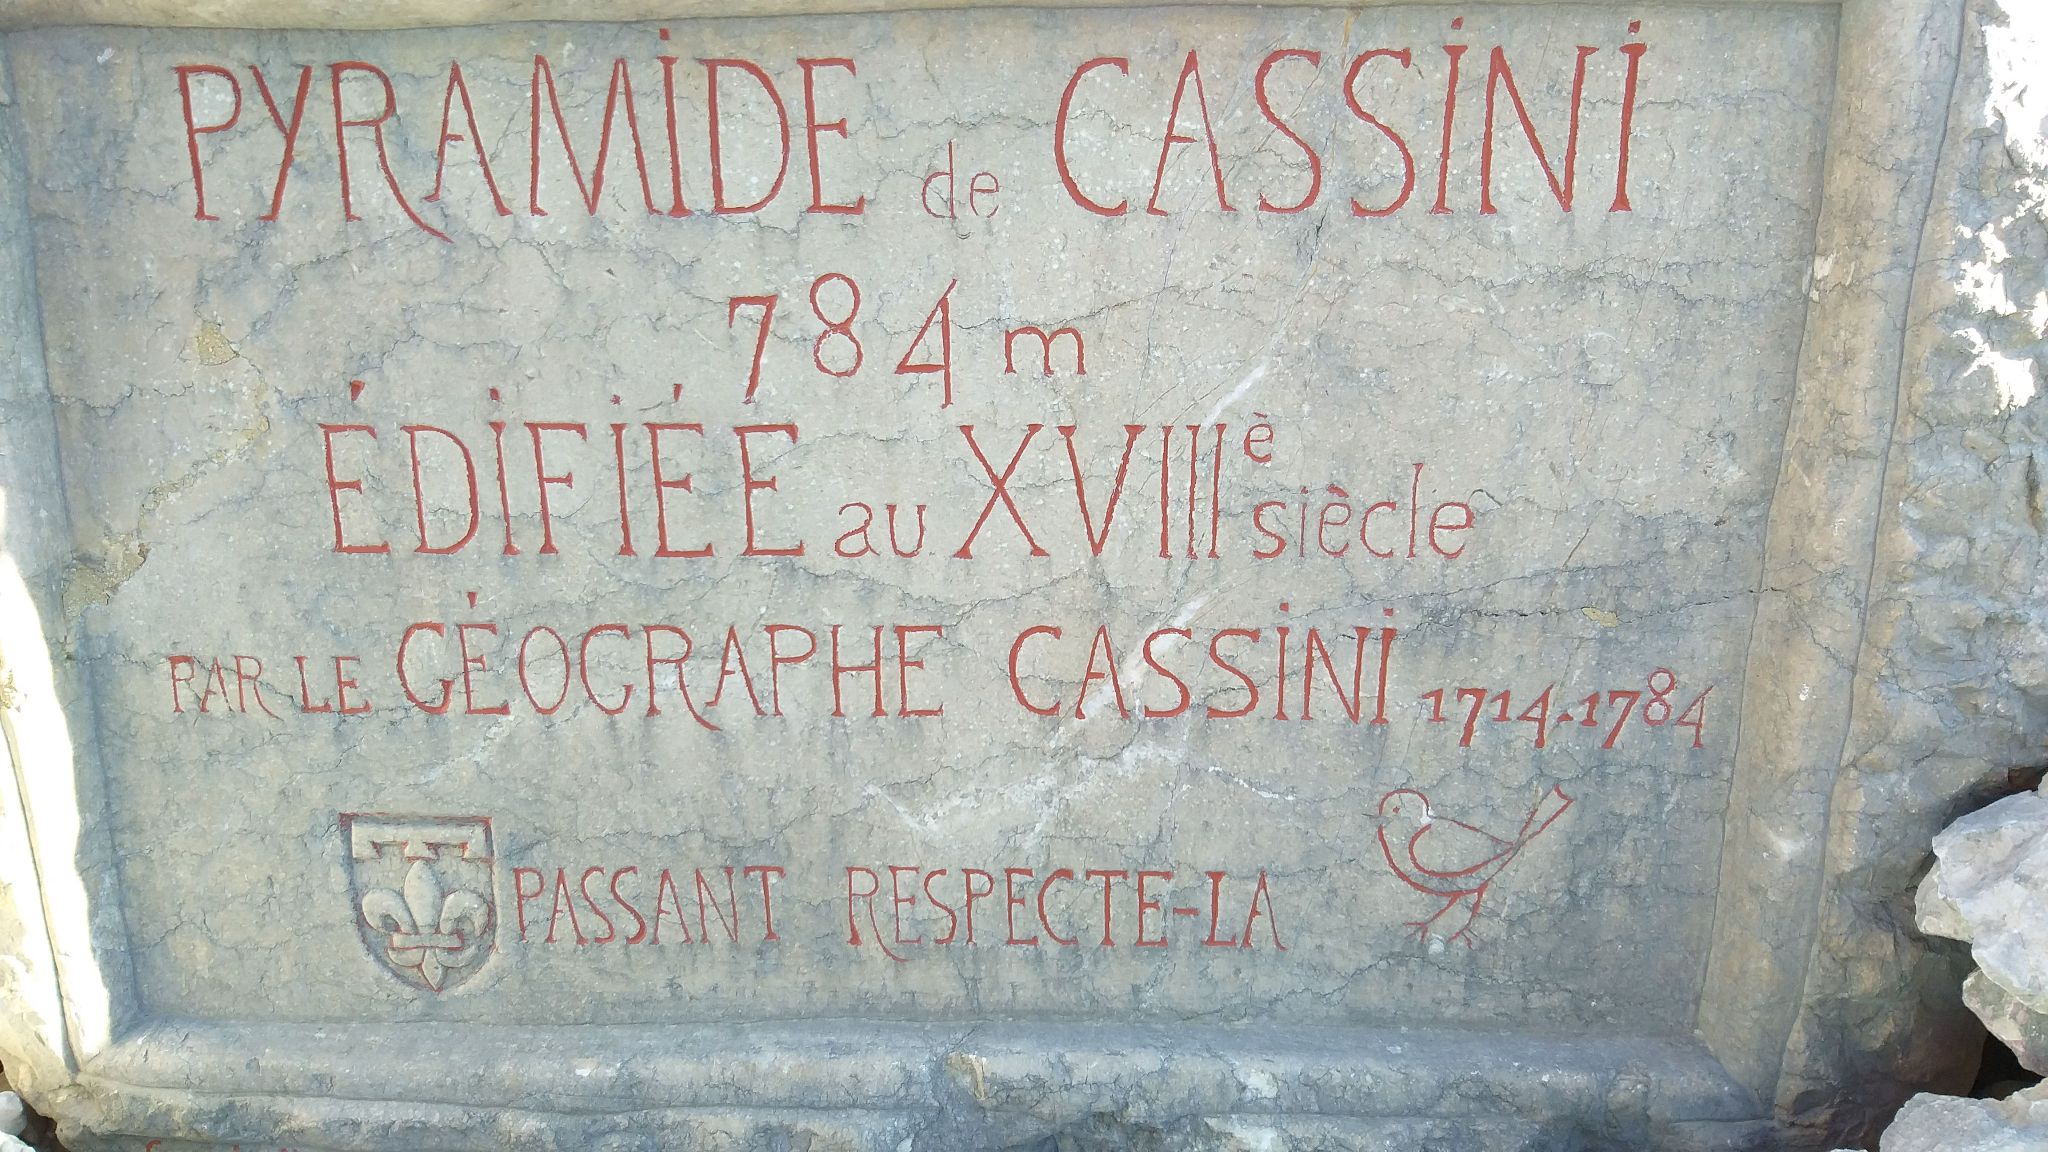 PYRAMIDE de CASSINI
784 m
ÉDIFIÉE au XVIIIè siècle
PAR LE GÉOGRAPHE CASSINI 1714-1784
PASSANT RESPECTE-LA